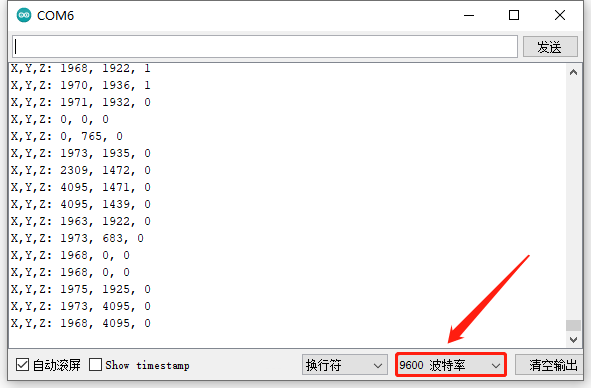 COM6
发送
X,Y,Z: 1968, 1922, 1
X,Y,Z: 1970, 1936, 1
X,Y,Z: 1971, 1932, 0
X,Y,Z: 0, 0, 0
X,Y,Z: 0, 765, 0
X,Y,Z: 1973, 1935, 0
X,Y,Z: 2309, 1472, 0
X,Y,Z: 4095, 1471, 0
X,Y,Z: 4095, 1439, 0
X,Y,Z: 1963, 1922, 0
X,Y,Z: 1973, 683, 0
X,Y,Z: 1968, 0, 0
X,Y,Z: 1968, 0, 0
X,Y,Z: 1975, 1925, 0
X,Y,Z: 1973, 4095, 0
X,Y,Z: 1968, 4095, 0
自动滚屏 Show timestamp 换行符 9600 波特率 清空输出